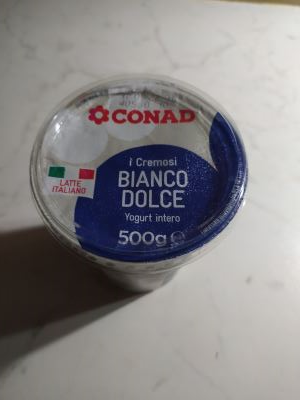 CONAD
I Cremosi
BIANCO
DOLCE
Yogurt intero
500g ℮
LATTE
ITALIANO